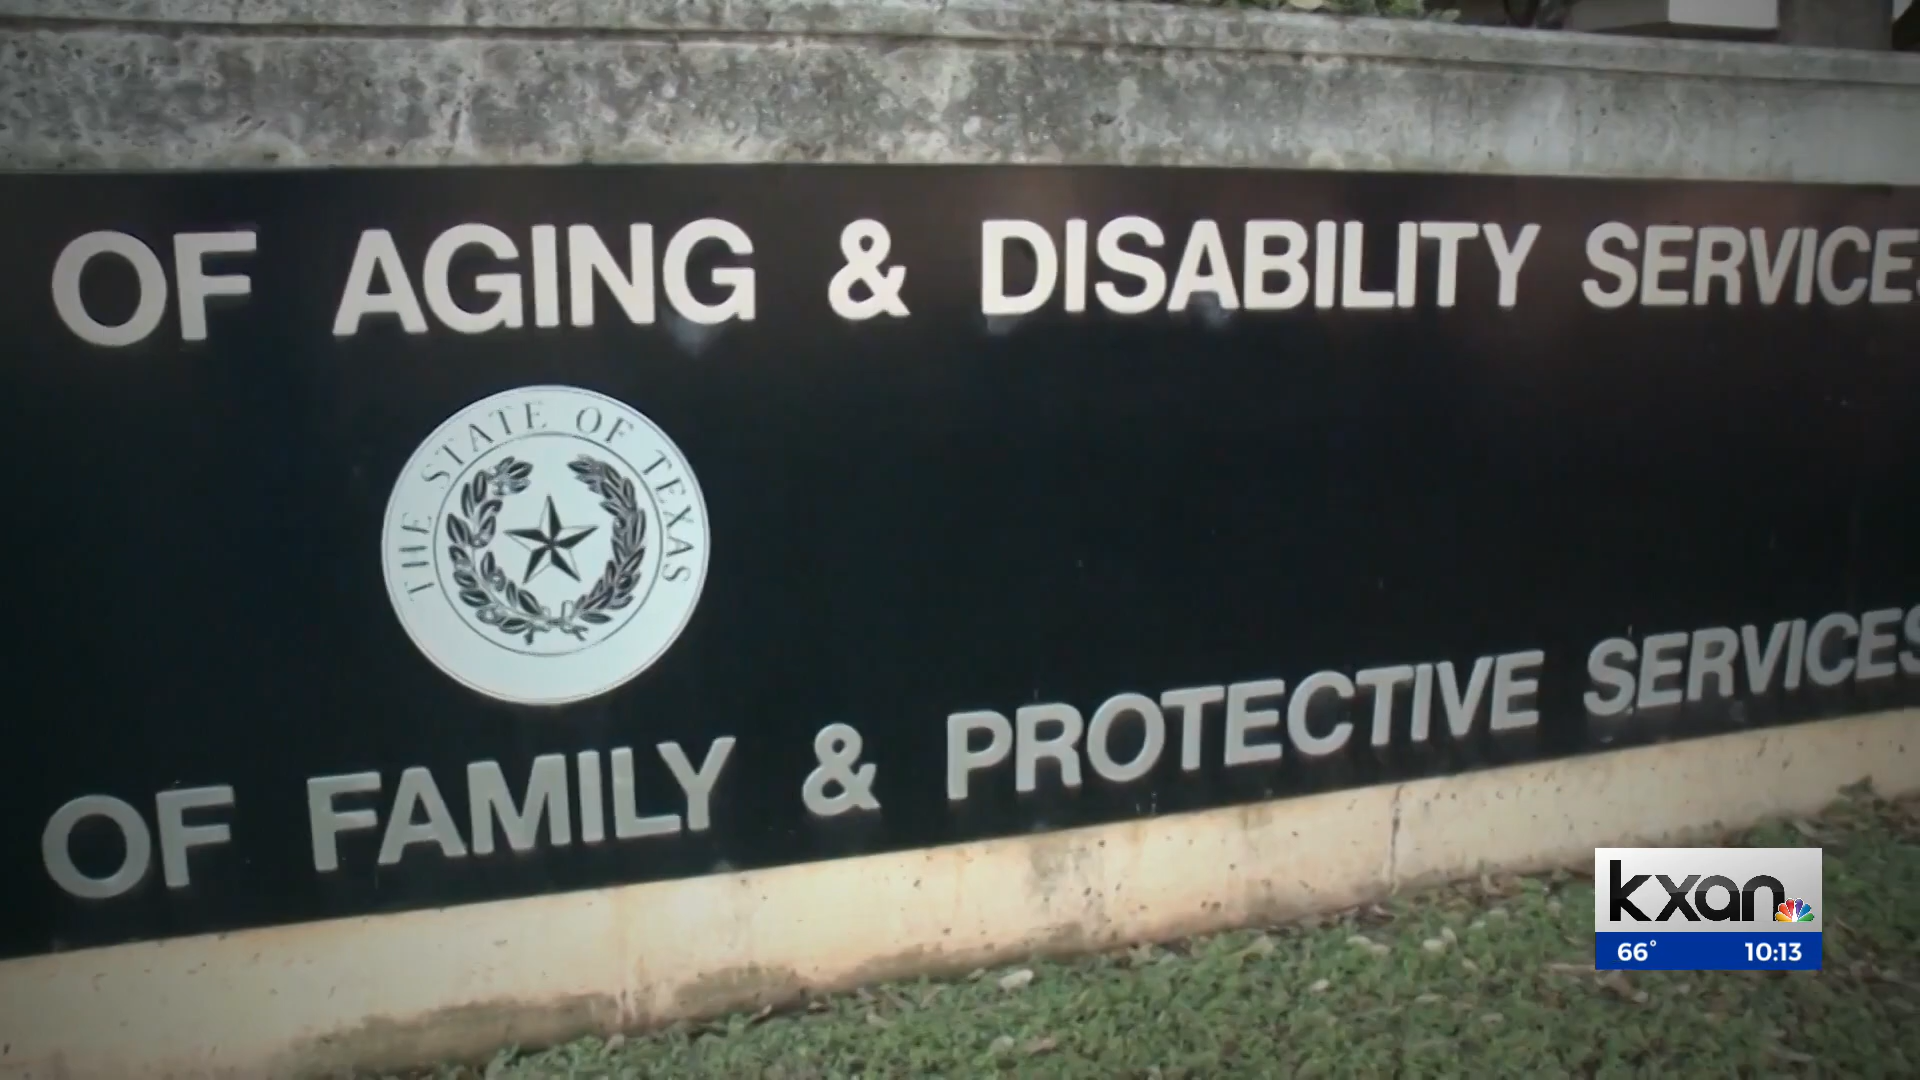 OF AGING & DISABILITY SERVICES
THE STATE OF TEXAS
OF FAMILY & PROTECTIVE SERVICES
kxan
66° 10:13